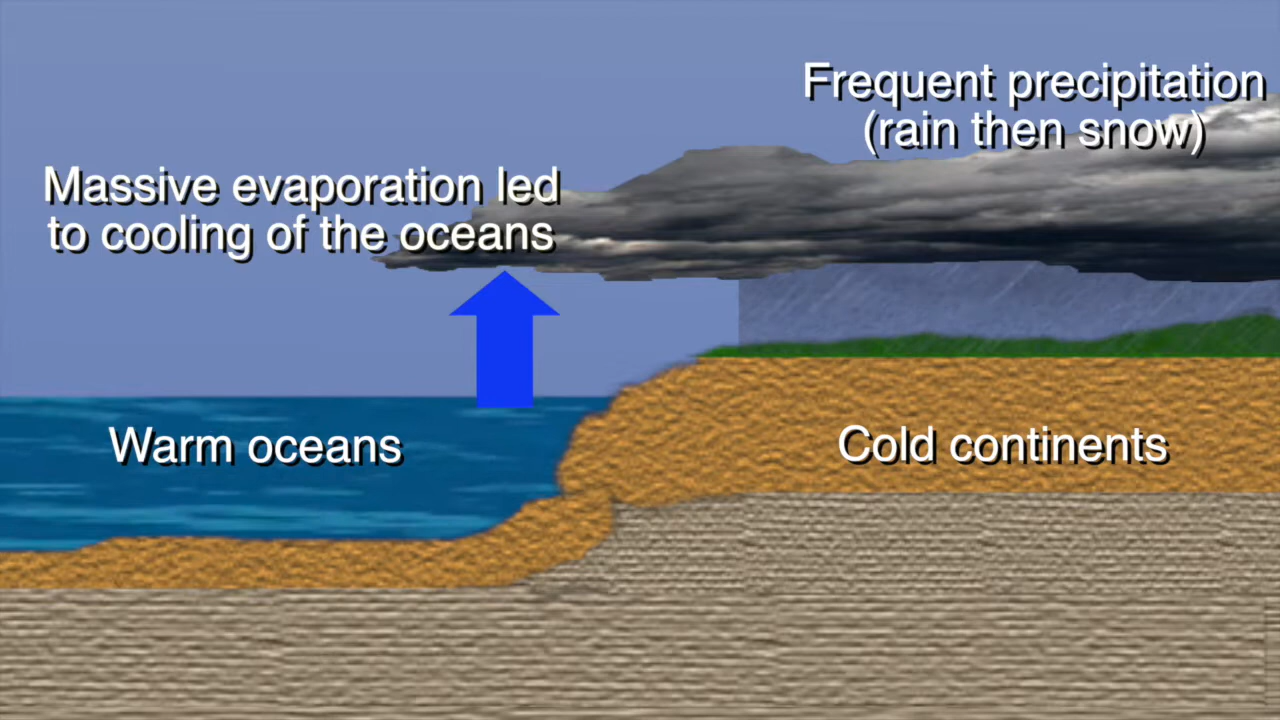 Frequent precipitation
(rain then snow)
Massive evaporation led
to cooling of the oceans
Warm oceans
Cold continents